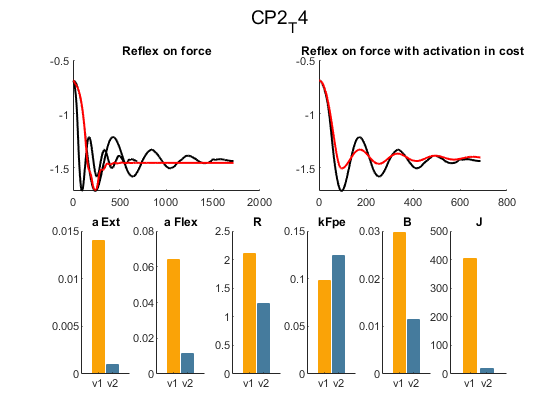 CP2_T4
Reflex on force
Reflex on force with activation in cost
-0.5
-1
-1.5
0 500 1000 1500 2000
-0.5
-1
-1.5
0 200 400 600 800
a Ext
a Flex
R
kFpe
B
J
0.015
0.01
0.005
0
v1 v2
0.08
0.06
0.04
0.02
0
v1 v2
2.5
2
1.5
1
0.5
0
v1 v2
0.15
0.1
0.05
0
v1 v2
0.03
0.02
0.01
0
v1 v2
500
400
300
200
100
0
v1 v2